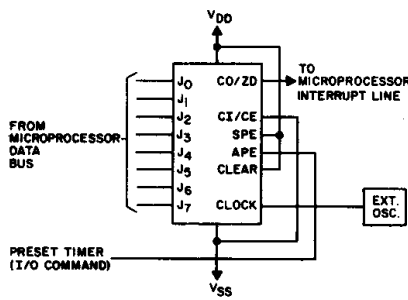 VDD
J0 CO/ZD
J1
J2 CI/CE
J3 SPE
J4 APE
J5 CLEAR
J6
J7 CLOCK
TO
MICROPROCESSOR
INTERRUPT LINE
FROM
MICROPROCESSOR
DATA
BUS
EXT.
OSC.
PRESET TIMER
(I/O COMMAND)
VSS